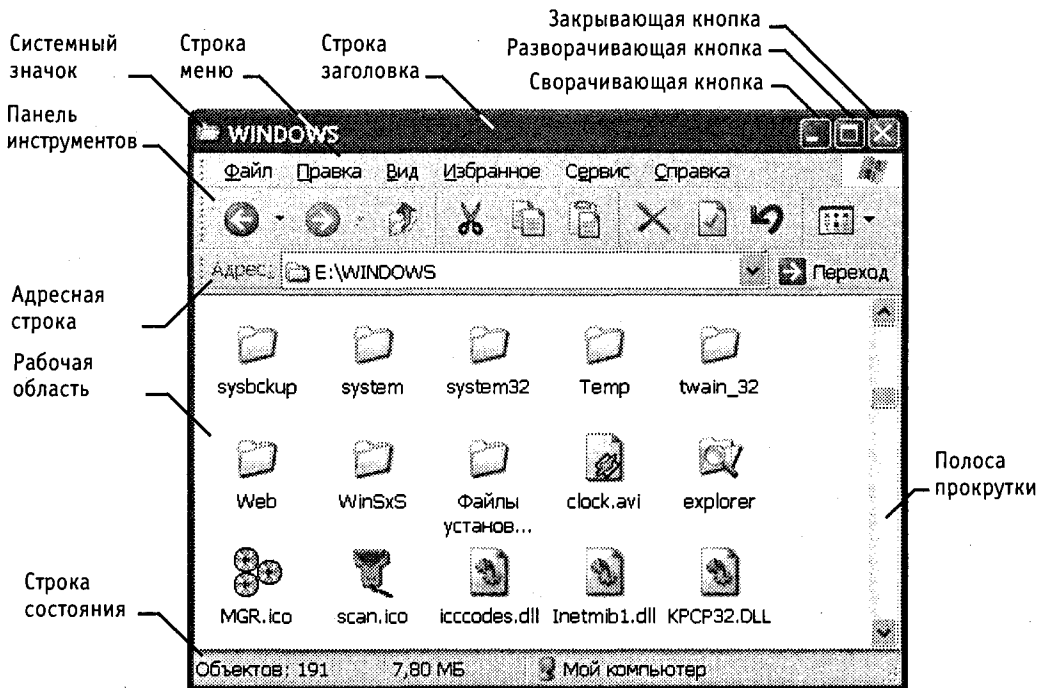 Закрывающая кнопка
Разворачивающая кнопка
Сворачивающая кнопка
Системный
значок
Строка
меню
Строка
заголовка
Панель
инструментов
WINDOWS
Файл Правка Вид Избранное Сервис Справка
Адрес: E:\WINDOWS Переход
Адресная
строка
Рабочая
область
sysbckup system system32 Temp twain_32
Web WinSxS Файлы
установ...
clock.avi explorer
Полоса
прокрутки
MGR.ico scan.ico icccodes.dll Inetmib1.dll KPCP32.DLL
Строка
состояния
Объектов: 191 7,80 МБ Мой компьютер